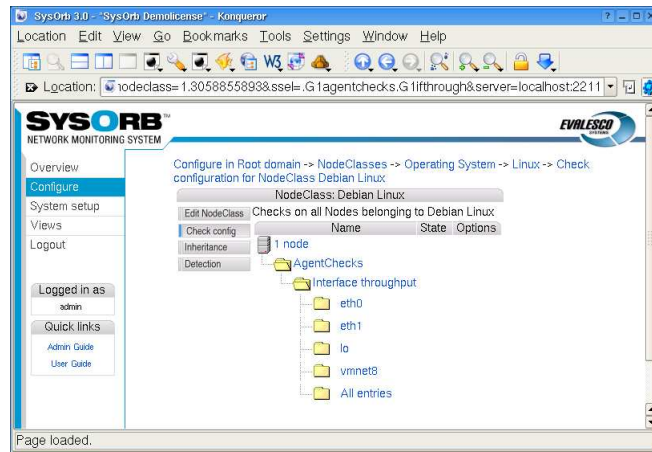 SysOrb 3.0 - "SysOrb Demolicense" - Konqueror
Location Edit View Go Bookmarks Tools Settings Window Help
Location: nodeclass=1.3058855893&ssel=.G1agentchecks.G1ifthrough&server=localhost:2211
SYSORB™
NETWORK MONITORING SYSTEM
EVALESCO
SYSTEMS
Overview
Configure
System setup
Views
Logout
Logged in as
admin
Quick links
Admin Guide
User Guide
Configure in Root domain -> NodeClasses -> Operating System -> Linux -> Check
configuration for NodeClass Debian Linux
NodeClass: Debian Linux
Edit NodeClass
Check config
Inheritance
Detection
Checks on all Nodes belonging to Debian Linux
Name State Options
1 node
AgentChecks
Interface throughput
eth0
eth1
lo
vmnet8
All entries
Page loaded.